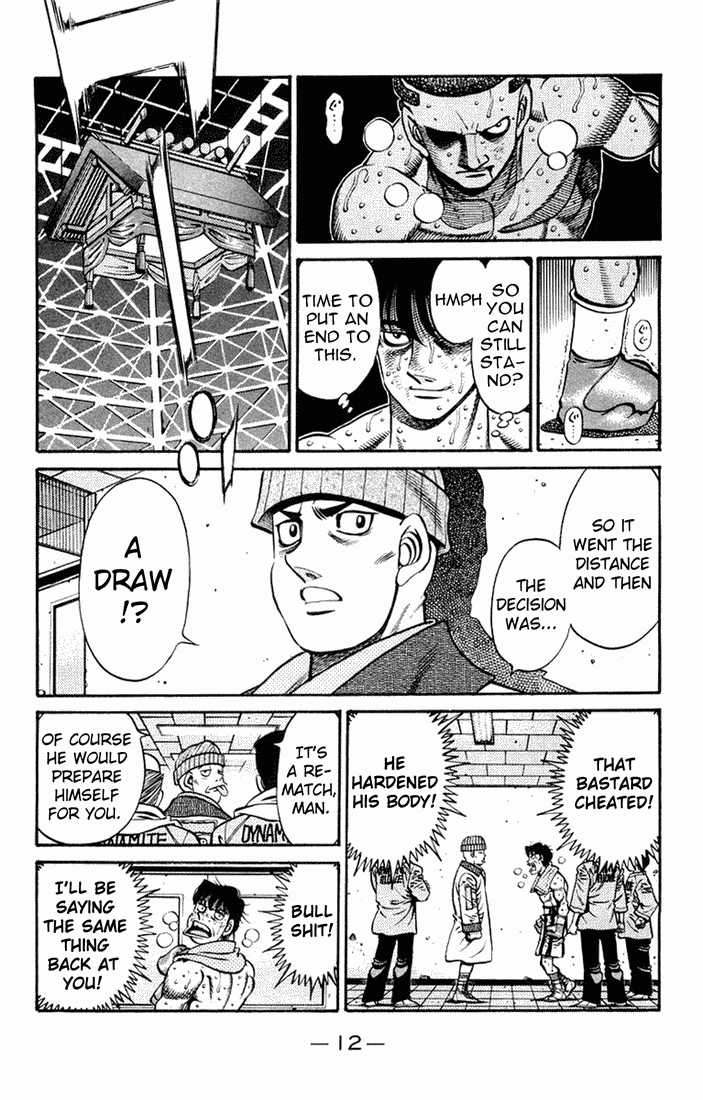 SO
YOU
CAN
STILL
STA-
ND?
HMPH
TIME TO
PUT AN
END TO
THIS.
SO IT
WENT THE
DISTANCE
AND THEN
THE
DECISION
WAS...
A
DRAW
!?
THAT
BASTARD
CHEATED!
HE
HARDENED
HIS BODY!
IT'S
A RE-
MATCH,
MAN.
OF COURSE
HE WOULD
PREPARE
HIMSELF
FOR YOU.
NAMITE
DYNAM
BULL
SHIT!
I'LL BE
SAYING
THE SAME
THING
BACK AT
YOU!
—12—